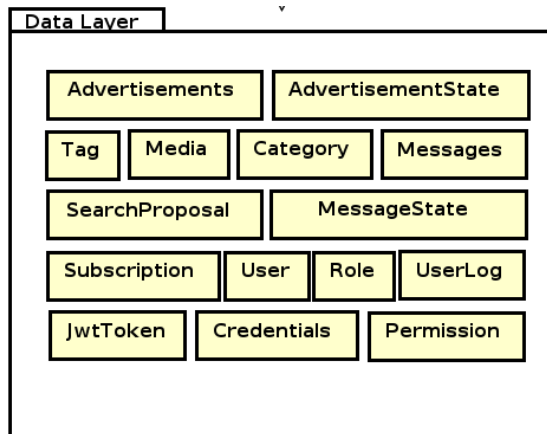 Data Layer
Advertisements AdvertisementState
Tag Media Category Messages
SearchProposal MessageState
Subscription User Role UserLog
JwtToken Credentials Permission